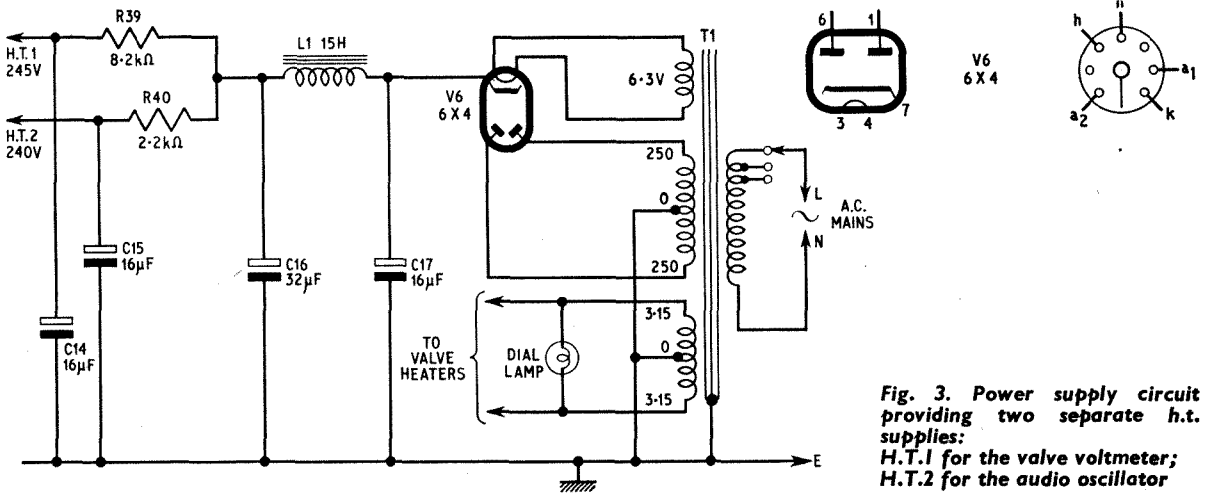 R39
H.T.1
245V
8·2kΩ
R40
H.T.2
240V
2·2kΩ
L1 15H
V6
6X4
T1
6·3V
250
0
250
C15
16µF
C16
32µF
C17
16µF
C14
16µF
TO
VALVE
HEATERS
DIAL
LAMP
3·15
0
3·15
L
A.C.
MAINS
N
E
6
1
3
4
7
V6
6X4
h
h
a1
a2
k
Fig. 3. Power supply circuit
providing two separate h.t.
supplies:
H.T.1 for the valve voltmeter;
H.T.2 for the audio oscillator